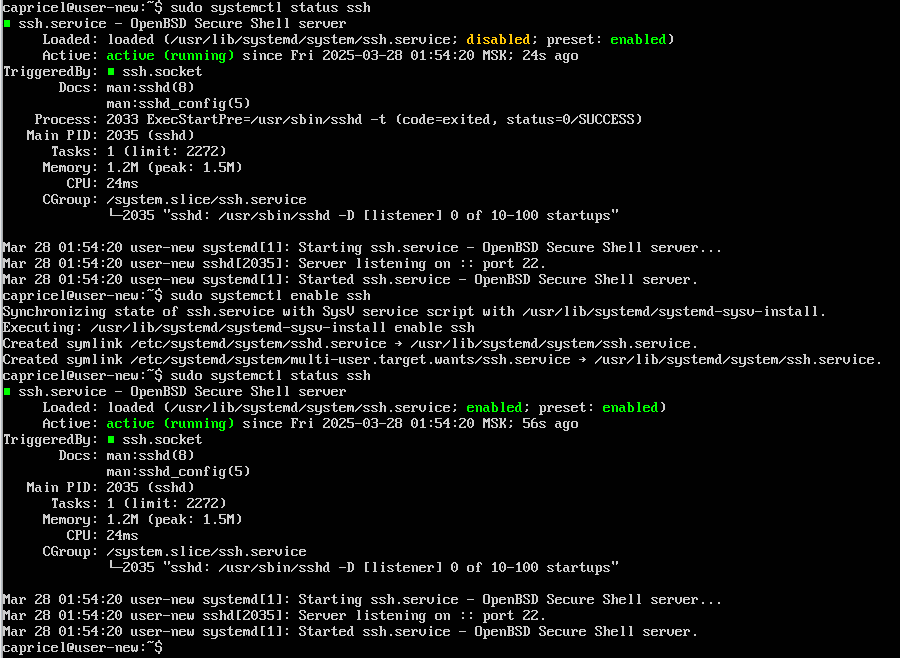 capricel@user-new:~$ sudo systemctl status ssh
■ ssh.service - OpenBSD Secure Shell server
     Loaded: loaded (/usr/lib/systemd/system/ssh.service; disabled; preset: enabled)
     Active: active (running) since Fri 2025-03-28 01:54:20 MSK; 24s ago
TriggeredBy: ■ ssh.socket
       Docs: man:sshd(8)
             man:sshd_config(5)
    Process: 2033 ExecStartPre=/usr/sbin/sshd -t (code=exited, status=0/SUCCESS)
   Main PID: 2035 (sshd)
      Tasks: 1 (limit: 2272)
     Memory: 1.2M (peak: 1.5M)
        CPU: 24ms
     CGroup: /system.slice/ssh.service
             └─2035 "sshd: /usr/sbin/sshd -D [listener] 0 of 10-100 startups"
Mar 28 01:54:20 user-new systemd[1]: Starting ssh.service - OpenBSD Secure Shell server...
Mar 28 01:54:20 user-new sshd[2035]: Server listening on :: port 22.
Mar 28 01:54:20 user-new systemd[1]: Started ssh.service - OpenBSD Secure Shell server.
capricel@user-new:~$ sudo systemctl enable ssh
Synchronizing state of ssh.service with SysV service script with /usr/lib/systemd/systemd-sysv-install.
Executing: /usr/lib/systemd/systemd-sysv-install enable ssh
Created symlink /etc/systemd/system/sshd.service → /usr/lib/systemd/system/ssh.service.
Created symlink /etc/systemd/system/multi-user.target.wants/ssh.service → /usr/lib/systemd/system/ssh.service.
capricel@user-new:~$ sudo systemctl status ssh
■ ssh.service - OpenBSD Secure Shell server
     Loaded: loaded (/usr/lib/systemd/system/ssh.service; enabled; preset: enabled)
     Active: active (running) since Fri 2025-03-28 01:54:20 MSK; 56s ago
TriggeredBy: ■ ssh.socket
       Docs: man:sshd(8)
             man:sshd_config(5)
   Main PID: 2035 (sshd)
      Tasks: 1 (limit: 2272)
     Memory: 1.2M (peak: 1.5M)
        CPU: 24ms
     CGroup: /system.slice/ssh.service
             └─2035 "sshd: /usr/sbin/sshd -D [listener] 0 of 10-100 startups"
Mar 28 01:54:20 user-new systemd[1]: Starting ssh.service - OpenBSD Secure Shell server...
Mar 28 01:54:20 user-new sshd[2035]: Server listening on :: port 22.
Mar 28 01:54:20 user-new systemd[1]: Started ssh.service - OpenBSD Secure Shell server.
capricel@user-new:~$